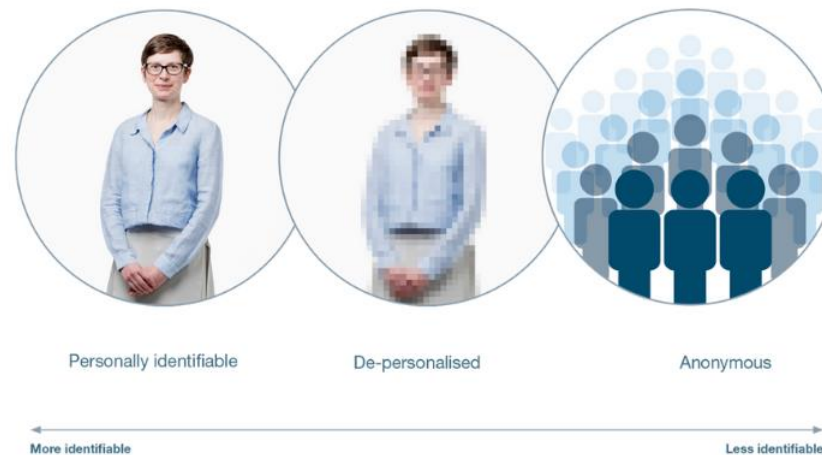 Personally identifiable
De-personalised
Anonymous
More identifiable
Less identifiable